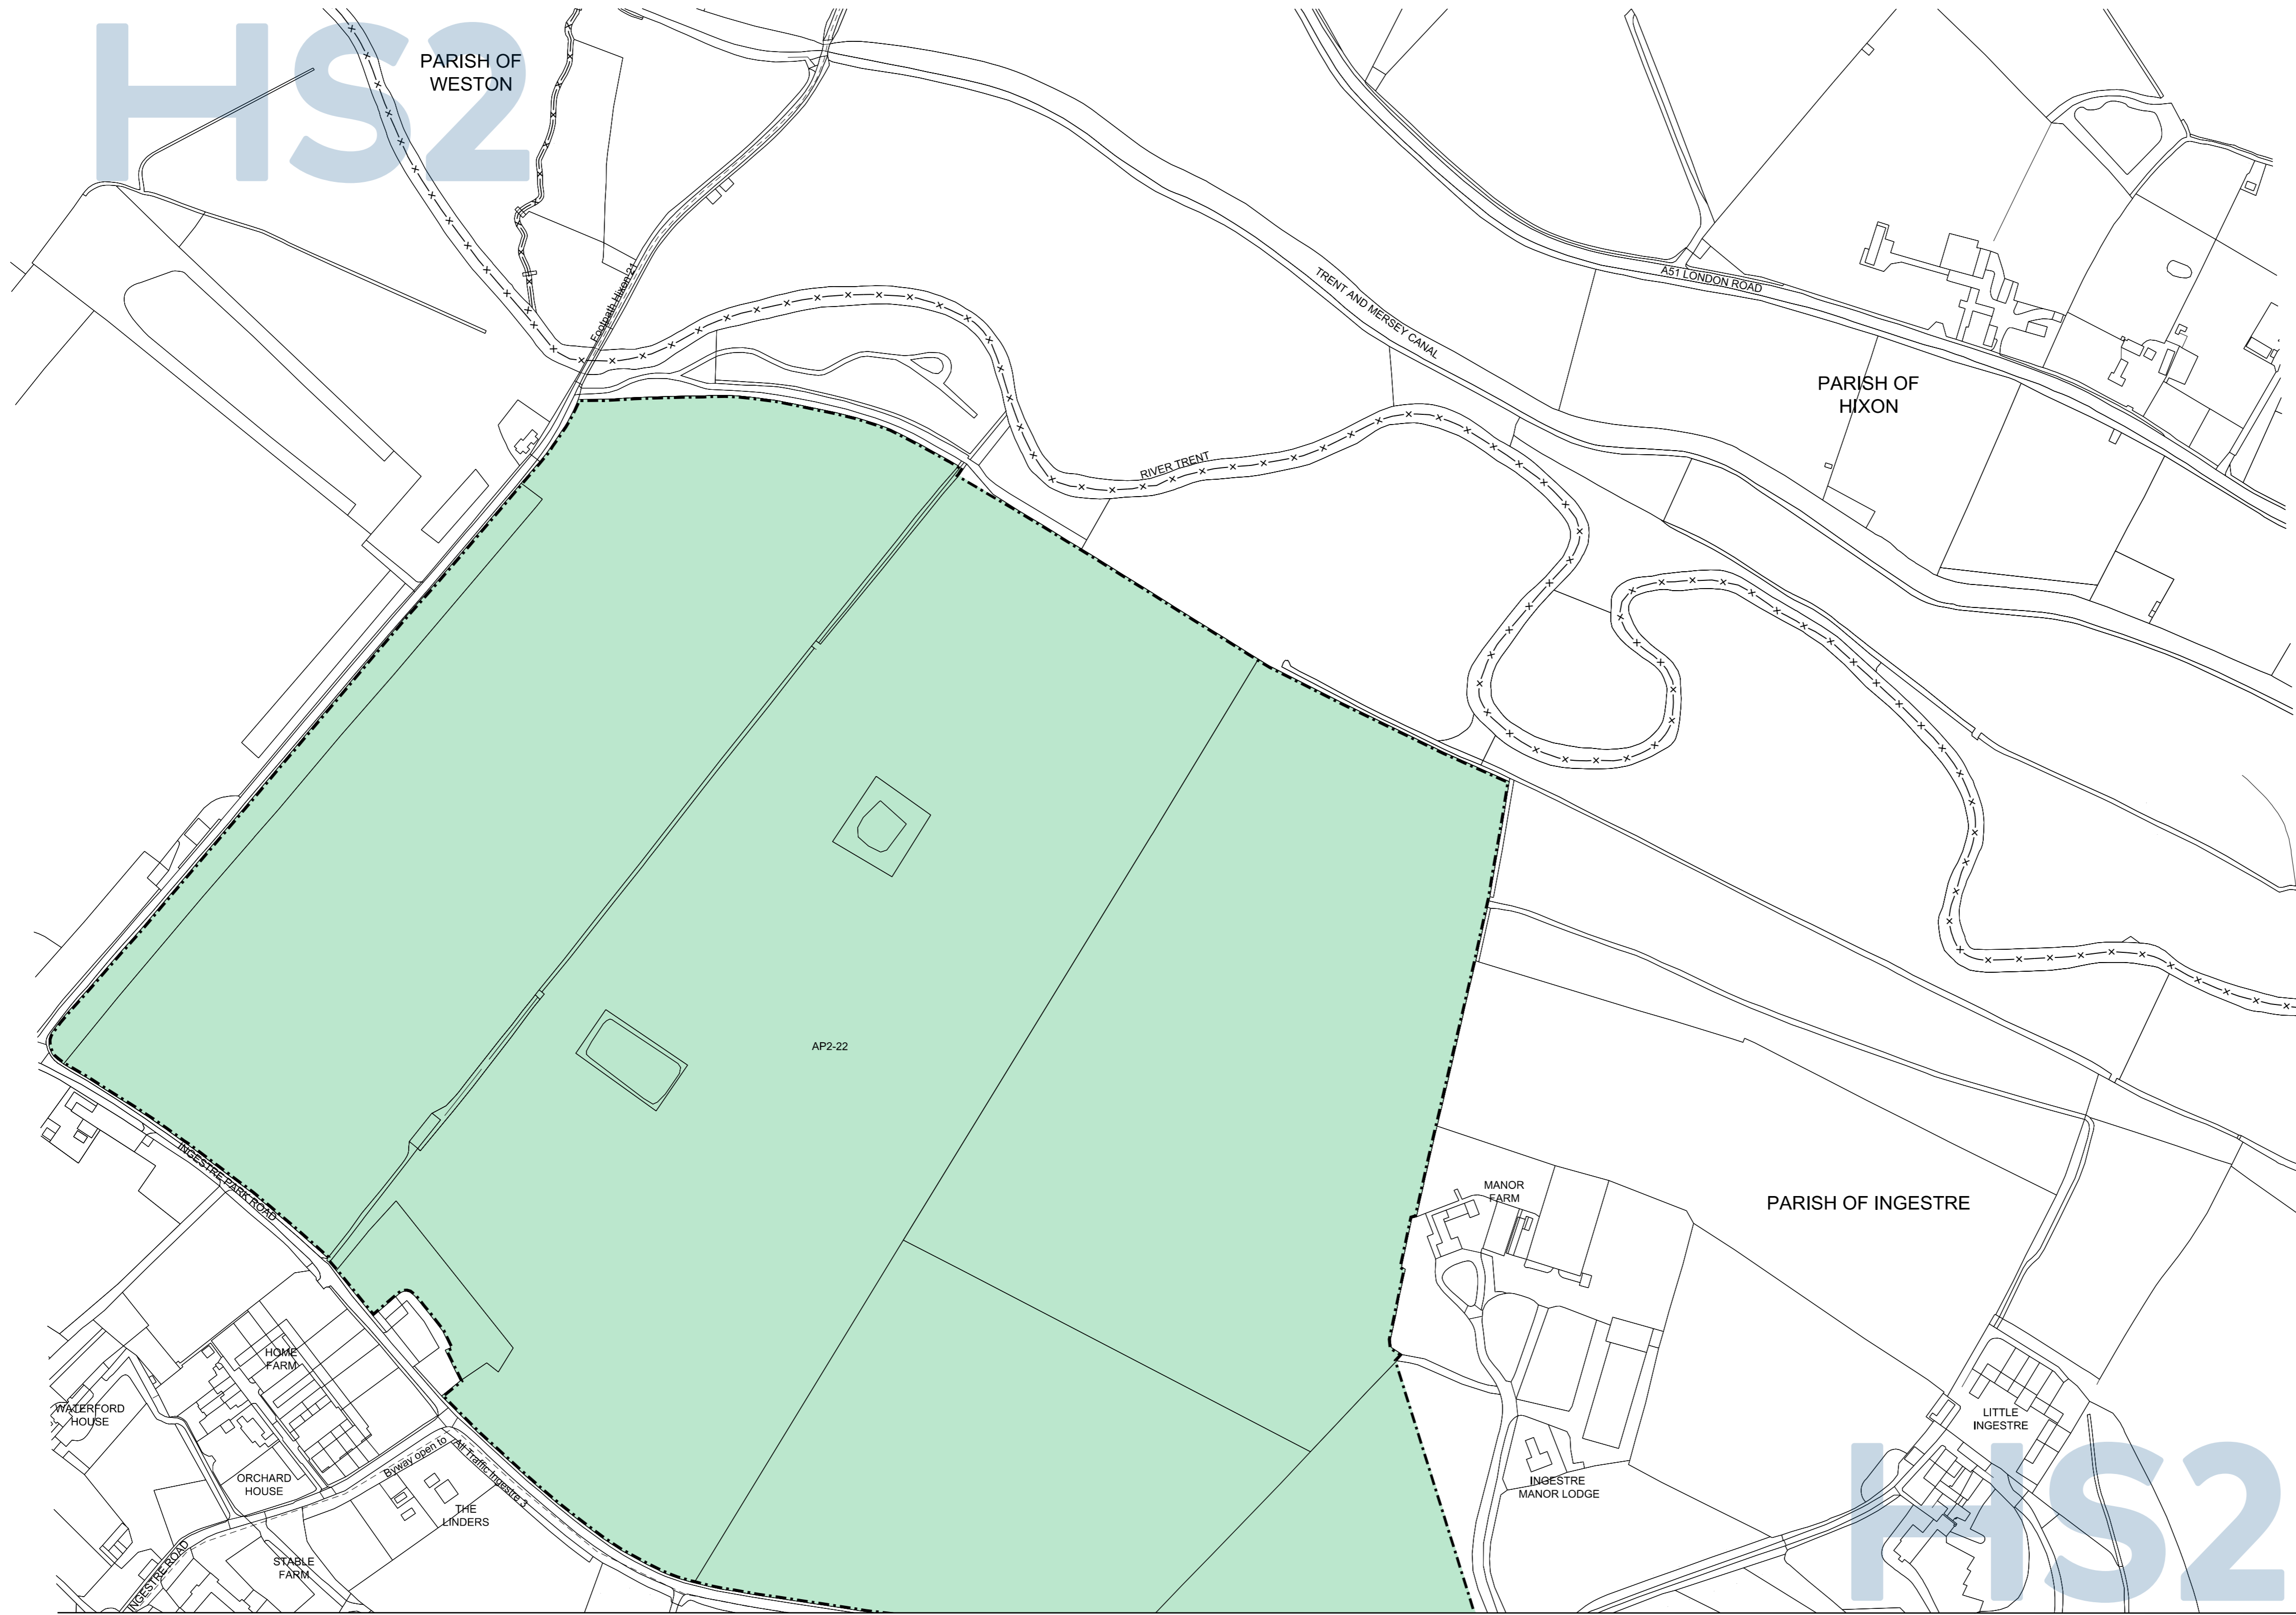 HS2
PARISH OF
WESTON
Footpath Hixon 21
TRENT AND MERSEY CANAL
A51 LONDON ROAD
PARISH OF
HIXON
RIVER TRENT
AP2-22
INGESTRE PARK ROAD
MANOR
FARM
PARISH OF INGESTRE
HOME
FARM
WATERFORD
HOUSE
ORCHARD
HOUSE
Byway open to
All Traffic Ingestre 3
THE
LINDERS
STABLE
FARM
INGESTRE ROAD
INGESTRE
MANOR LODGE
LITTLE
INGESTRE
HS2